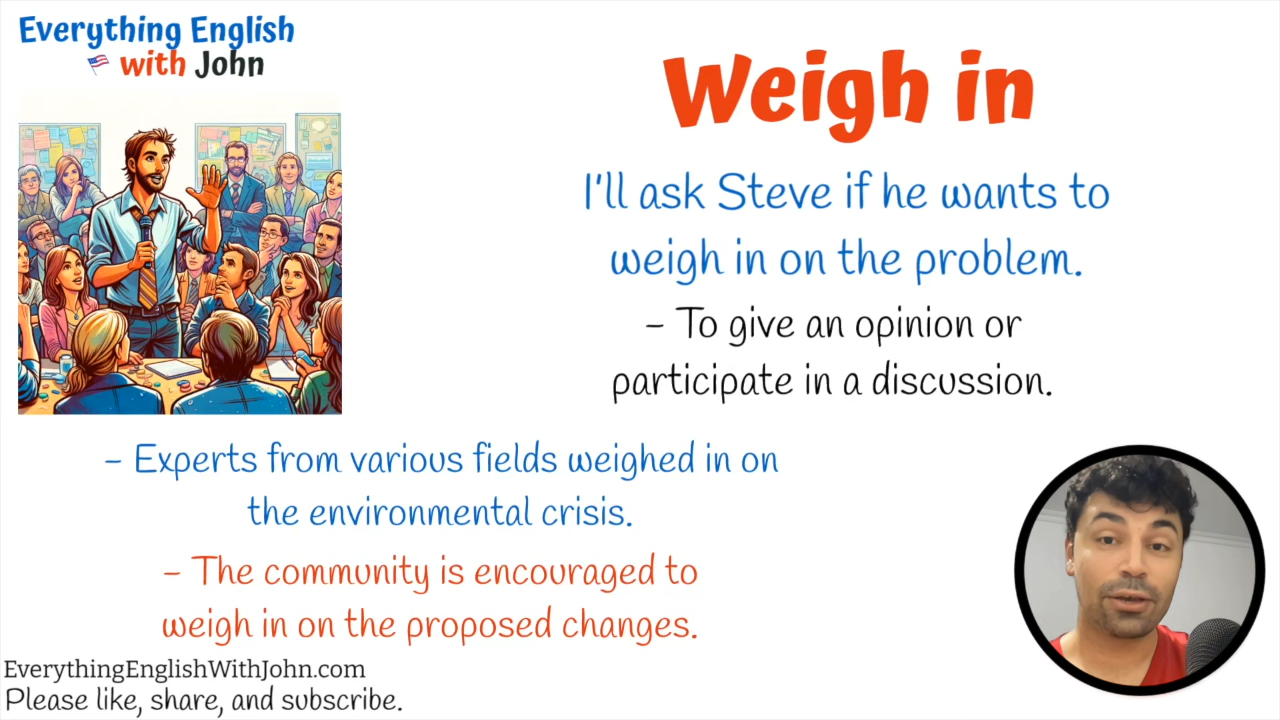 Everything English
with John
Weigh in
I'll ask Steve if he wants to
weigh in on the problem.
- To give an opinion or
participate in a discussion.
- Experts from various fields weighed in on
the environmental crisis.
- The community is encouraged to
weigh in on the proposed changes.
EverythingEnglishWithJohn.com
Please like, share, and subscribe.